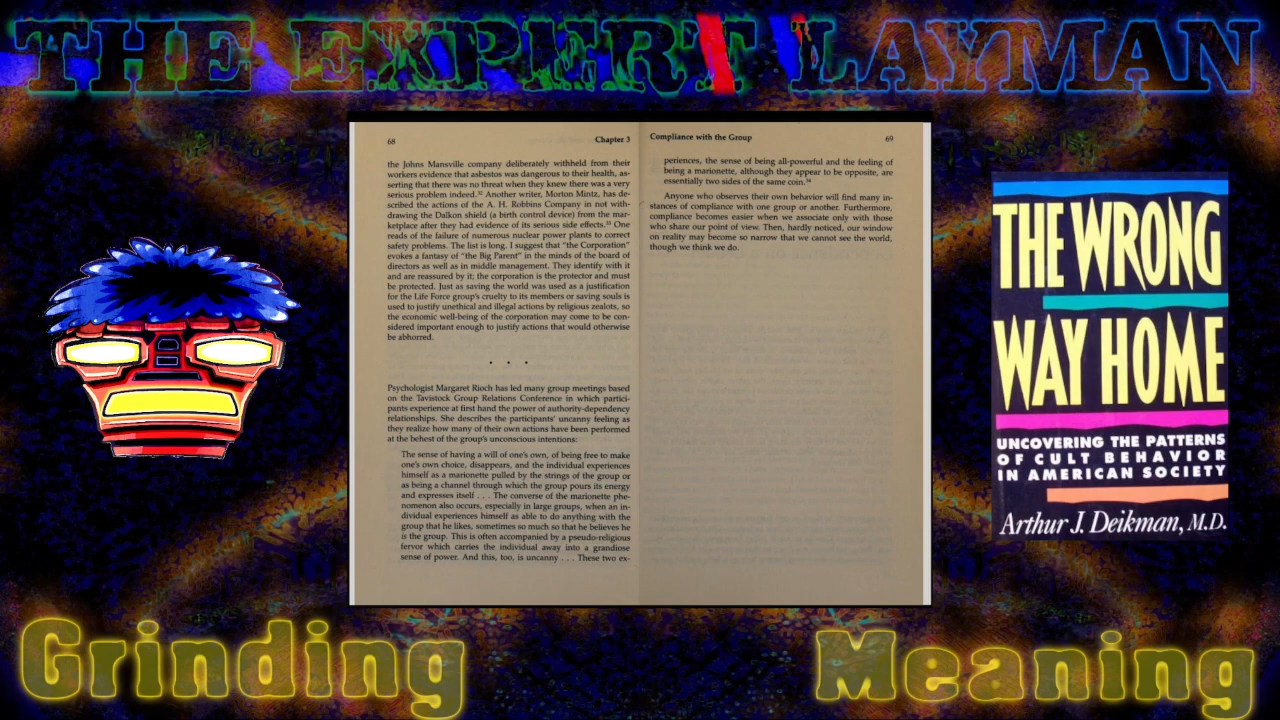 THE EXPERT LAYMAN
68
Chapter 3
the Johns Mansville company deliberately withheld from their
workers evidence that asbestos was dangerous to their health, as-
serting that there was no threat when they knew there was a very
serious problem indeed.³² Another writer, Morton Mintz, has de-
scribed the actions of the A. H. Robbins Company in not with-
drawing the Dalkon shield (a birth control device) from the mar-
ketplace after they had evidence of its serious side effects.³³ One
reads of the failure of numerous nuclear power plants to correct
safety problems. The list is long. I suggest that "the Corporation"
evokes a fantasy of "the Big Parent" in the minds of the board of
directors as well as in middle management. They identify with it
and are reassured by it; the corporation is the protector and must
be protected. Just as saving the world was used as a justification
for the Life Force group's cruelty to its members or saving souls is
used to justify unethical and illegal actions by religious zealots, so
the economic well-being of the corporation may come to be con-
sidered important enough to justify actions that would otherwise
be abhorred.
. . .
Psychologist Margaret Rioch has led many group meetings based
on the Tavistock Group Relations Conference in which partici-
pants experience at first hand the power of authority-dependency
relationships. She describes the participants' uncanny feeling as
they realize how many of their own actions have been performed
at the behest of the group's unconscious intentions:
The sense of having a will of one's own, of being free to make
one's own choice, disappears, and the individual experiences
himself as a marionette pulled by the strings of the group or
as being a channel through which the group pours its energy
and expresses itself . . . The converse of the marionette phe-
nomenon also occurs, especially in large groups, when an in-
dividual experiences himself as able to do anything with the
group that he likes, sometimes so much so that he believes he
is the group. This is often accompanied by a pseudo-religious
fervor which carries the individual away into a grandiose
sense of power. And this, too, is uncanny . . . These two ex-
Compliance with the Group
69
periences, the sense of being all-powerful and the feeling of
being a marionette, although they appear to be opposite, are
essentially two sides of the same coin.³⁴
Anyone who observes their own behavior will find many in-
stances of compliance with one group or another. Furthermore,
compliance becomes easier when we associate only with those
who share our point of view. Then, hardly noticed, our window
on reality may become so narrow that we cannot see the world,
though we think we do.
THE WRONG
WAY HOME
UNCOVERING THE PATTERNS
OF CULT BEHAVIOR
IN AMERICAN SOCIETY
Arthur J. Deikman, M.D.
Grinding
Meaning